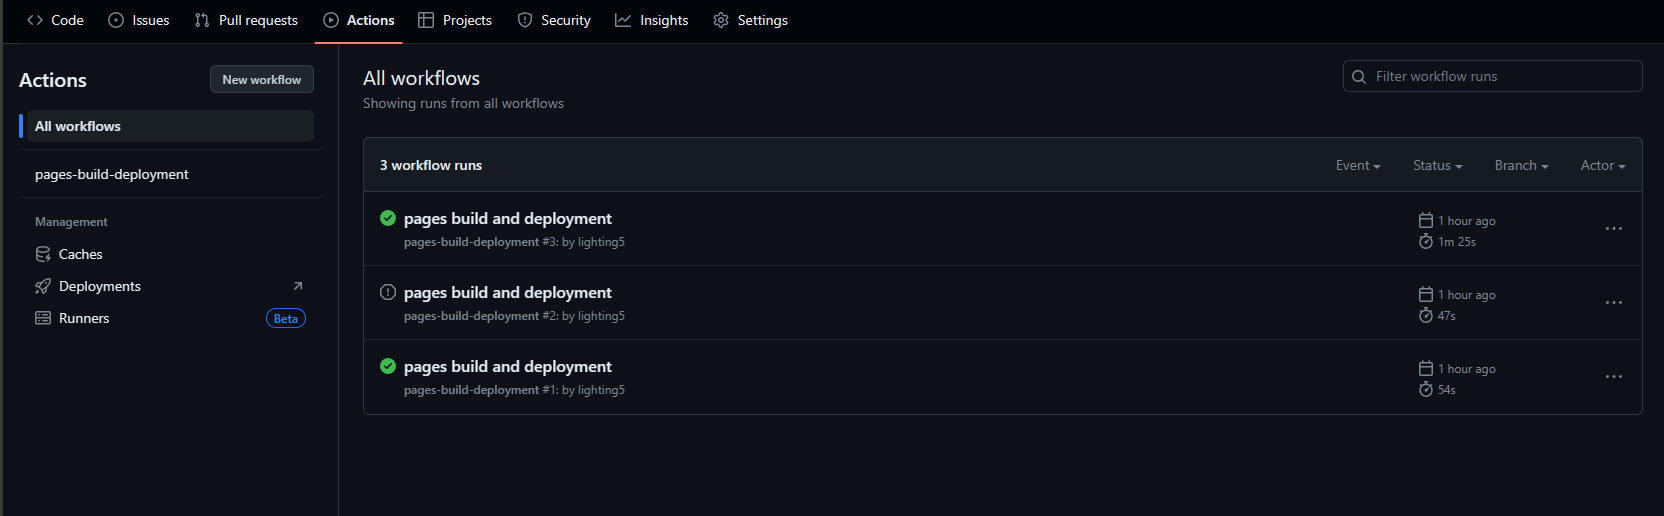 Code Issues Pull requests Actions Projects Security Insights Settings
Actions
New workflow
All workflows
pages-build-deployment
Management
Caches
Deployments
Runners Beta
All workflows
Showing runs from all workflows
Filter workflow runs
3 workflow runs Event Status Branch Actor
pages build and deployment
pages-build-deployment #3: by lighting5
1 hour ago
1m 25s
pages build and deployment
pages-build-deployment #2: by lighting5
1 hour ago
47s
pages build and deployment
pages-build-deployment #1: by lighting5
1 hour ago
54s